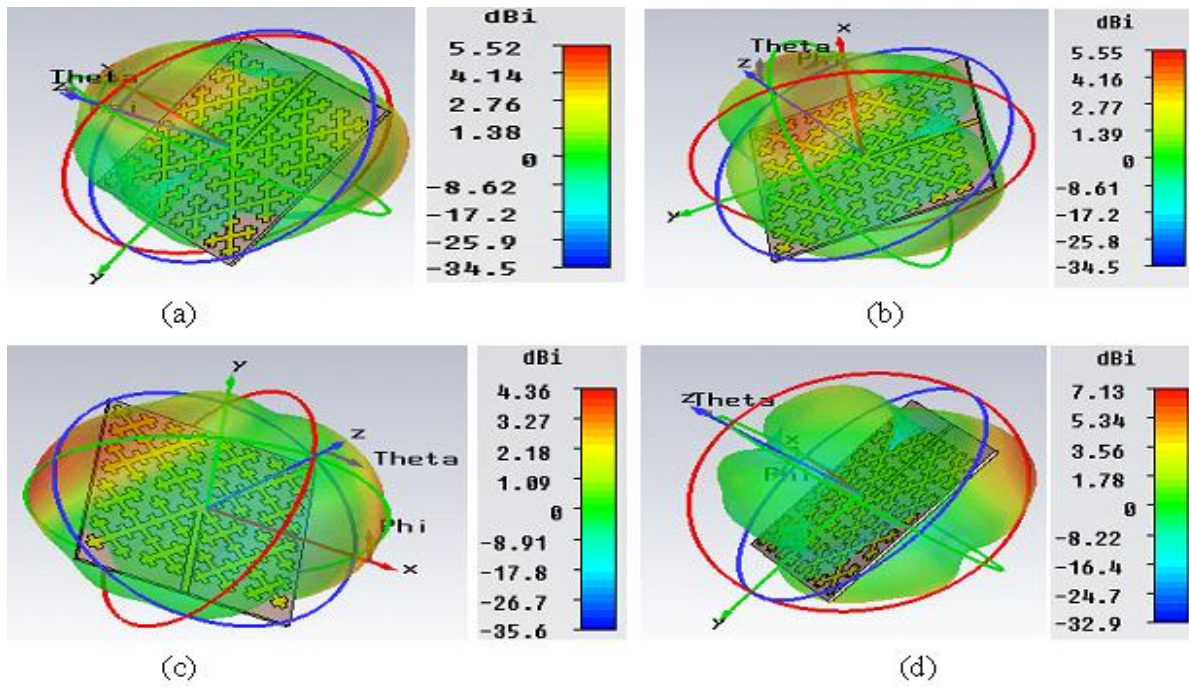 dBi
5.52
4.14
2.76
1.38
0
-8.62
-17.2
-25.9
-34.5
Theta
x
z
i
y
(a)
dBi
5.55
4.16
2.77
1.39
0
-8.61
-17.2
-25.8
-34.5
x
Theta
Phi
z
y
(b)
dBi
4.36
3.27
2.18
1.09
0
-8.91
-17.8
-26.7
-35.6
y
z
Theta
Phi
x
(c)
dBi
7.13
5.34
3.56
1.78
0
-8.22
-16.4
-24.7
-32.9
z
Theta
x
Phi
y
(d)